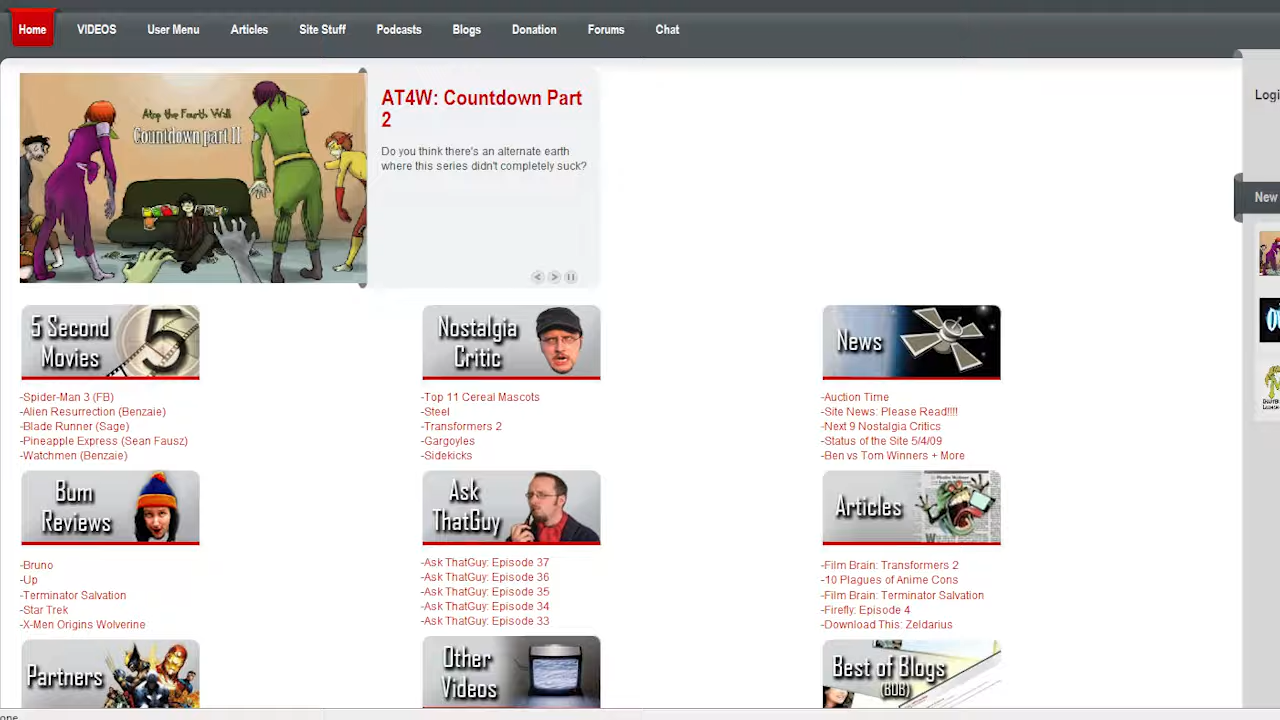 Home VIDEOS User Menu Articles Site Stuff Podcasts Blogs Donation Forums Chat
Atop the Fourth Wall
Countdown part II
AT4W: Countdown Part
2
Do you think there's an alternate earth
where this series didn't completely suck?
Logi
New
5 Second
Movies
-Spider-Man 3 (FB)
-Alien Resurrection (Benzaie)
-Blade Runner (Sage)
-Pineapple Express (Sean Fausz)
-Watchmen (Benzaie)
Nostalgia
Critic
-Top 11 Cereal Mascots
-Steel
-Transformers 2
-Gargoyles
-Sidekicks
News
-Auction Time
-Site News: Please Read!!!!
-Next 9 Nostalgia Critics
-Status of the Site 5/4/09
-Ben vs Tom Winners + More
Bum
Reviews
-Bruno
-Up
-Terminator Salvation
-Star Trek
-X-Men Origins Wolverine
Ask
ThatGuy
-Ask ThatGuy: Episode 37
-Ask ThatGuy: Episode 36
-Ask ThatGuy: Episode 35
-Ask ThatGuy: Episode 34
-Ask ThatGuy: Episode 33
Articles
-Film Brain: Transformers 2
-10 Plagues of Anime Cons
-Film Brain: Terminator Salvation
-Firefly: Episode 4
-Download This: Zeldarius
Partners
Other
Videos
Best of Blogs
(BOB)
one